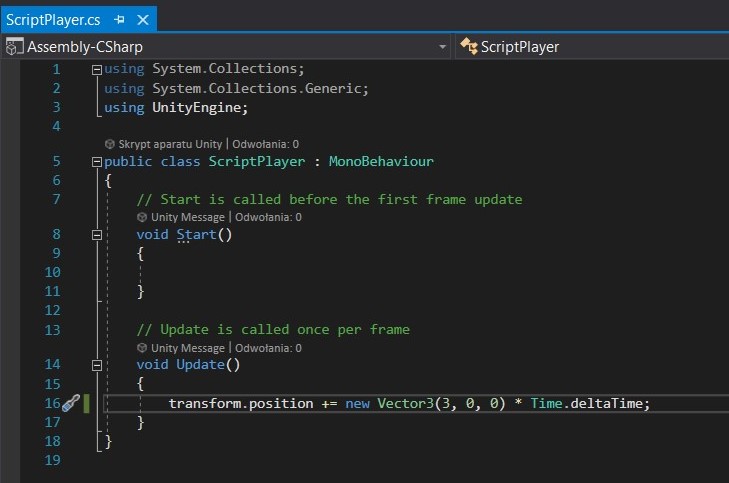 ScriptPlayer.cs
Assembly-CSharp ScriptPlayer
1 using System.Collections;
2 using System.Collections.Generic;
3 using UnityEngine;
4
Skrypt aparatu Unity | Odwołania: 0
5 public class ScriptPlayer : MonoBehaviour
6 {
7 // Start is called before the first frame update
Unity Message | Odwołania: 0
8 void Start()
9 {
10
11 }
12
13 // Update is called once per frame
Unity Message | Odwołania: 0
14 void Update()
15 {
16 transform.position += new Vector3(3, 0, 0) * Time.deltaTime;
17 }
18 }
19